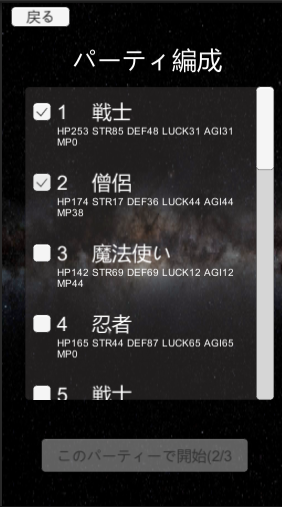 戻る
パーティ編成
1 戦士
HP253 STR85 DEF48 LUCK31 AGI31
MP0
2 僧侶
HP174 STR17 DEF36 LUCK44 AGI44
MP38
3 魔法使い
HP142 STR69 DEF69 LUCK12 AGI12
MP44
4 忍者
HP165 STR44 DEF87 LUCK65 AGI65
MP0
5 戦士
このパーティーで開始(2/3